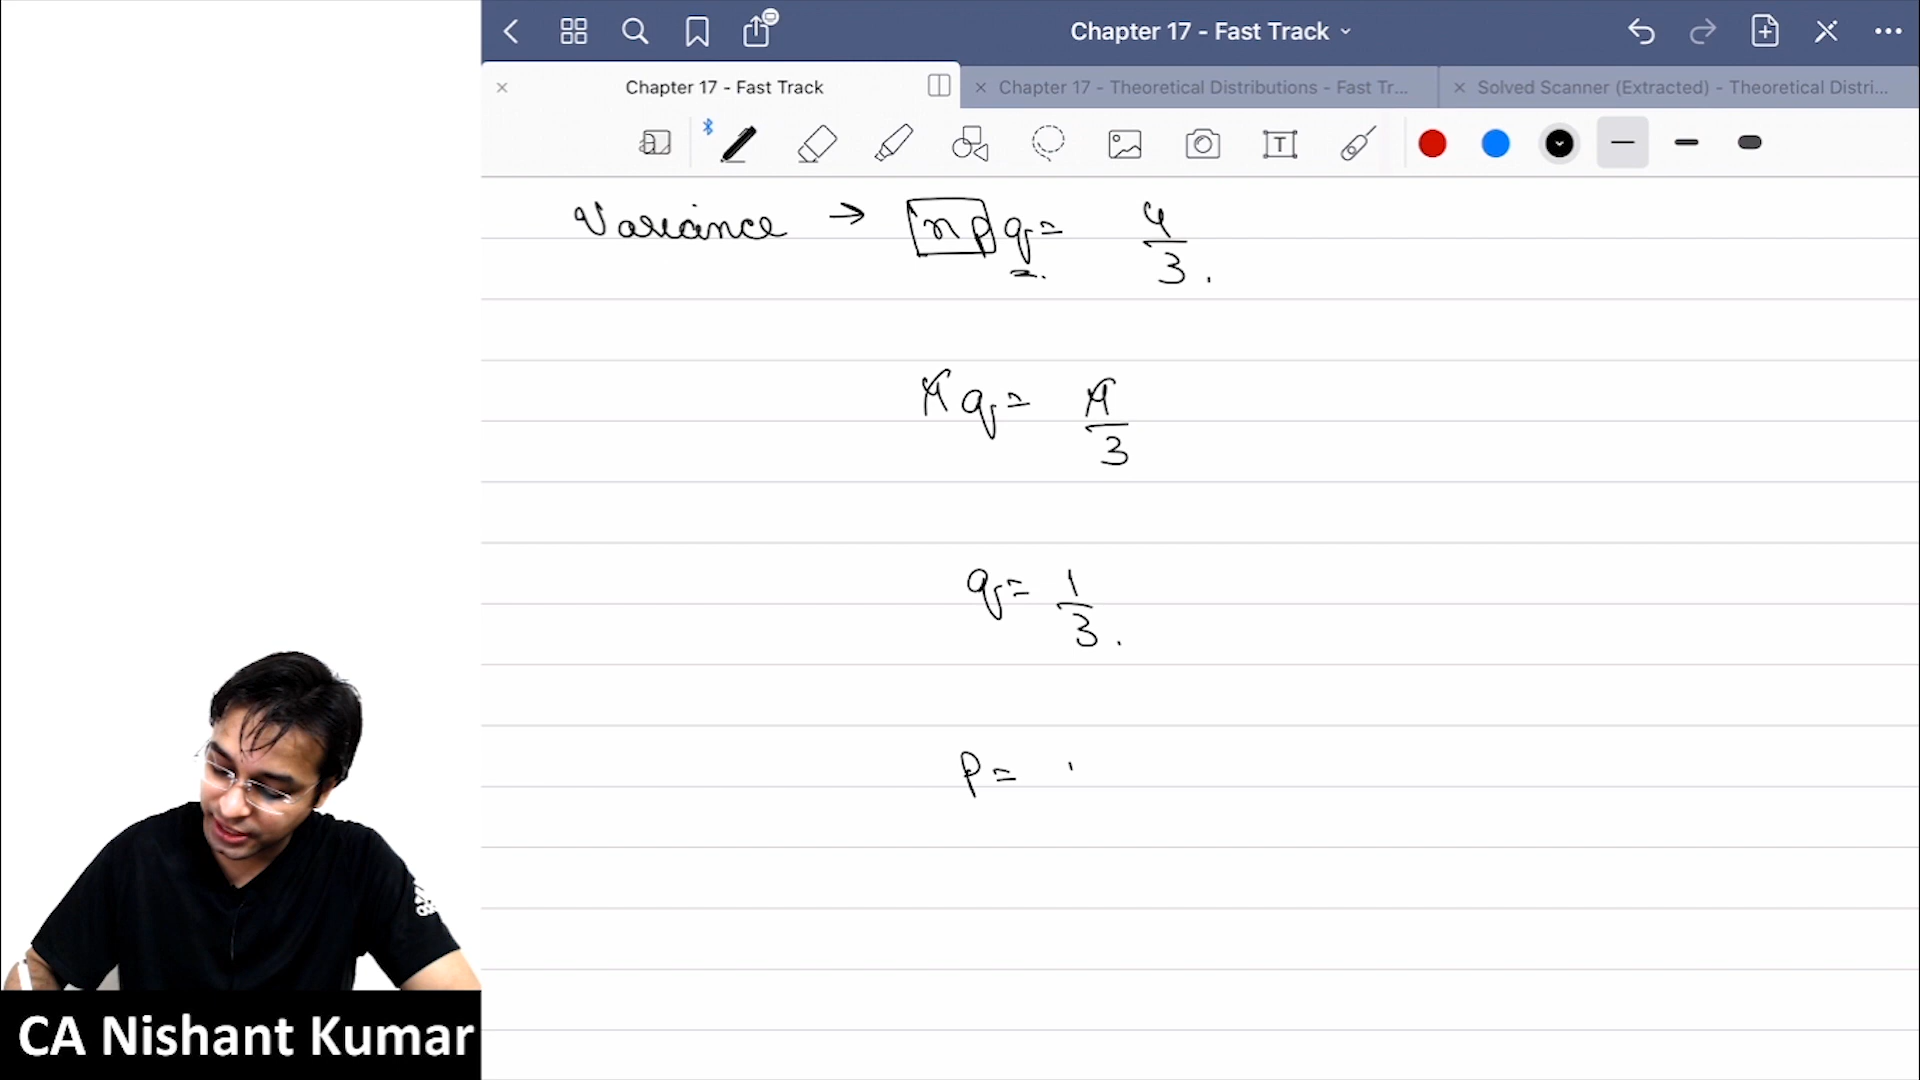 Chapter 17 - Fast Track
Chapter 17 - Fast Track
Chapter 17 - Theoretical Distributions - Fast Tr...
Solved Scanner (Extracted) - Theoretical Distri...
Variance → npq = 4/3.
4q = 4/3
q = 1/3.
p =
CA Nishant Kumar